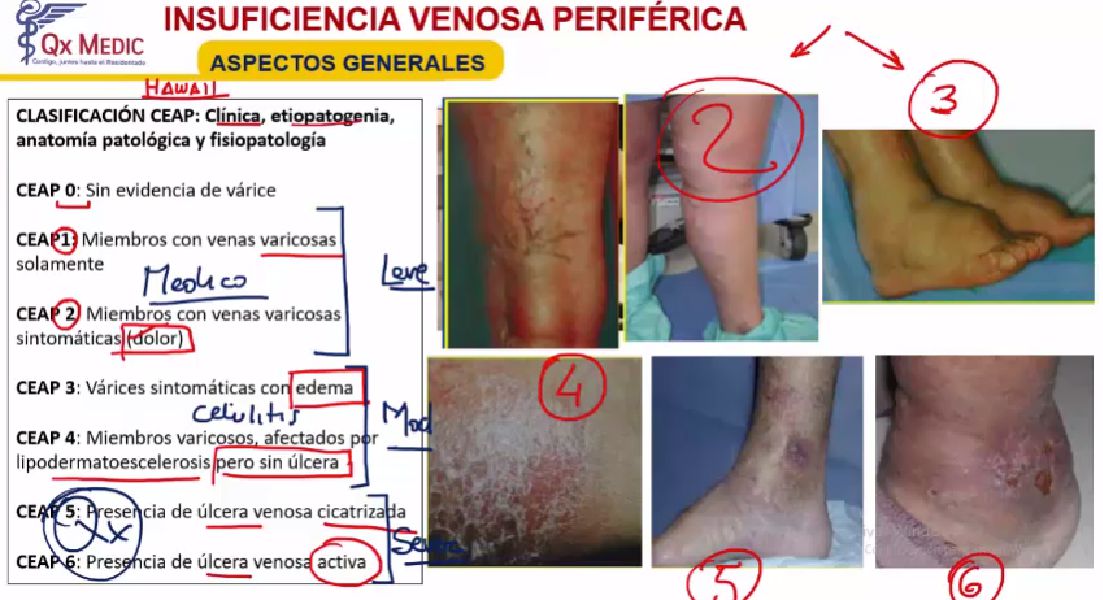 INSUFICIENCIA VENOSA PERIFÉRICA
Qx MEDIC
Contigo, juntos hasta el Residentado
ASPECTOS GENERALES
HAWAII
CLASIFICACIÓN CEAP: Clínica, etiopatogenia,
anatomía patológica y fisiopatología
CEAP 0: Sin evidencia de várice
CEAP 1: Miembros con venas varicosas
solamente
Medico
Leve
CEAP 2: Miembros con venas varicosas
sintomáticas (dolor)
CEAP 3: Várices sintomáticas con edema
Celulitis
Mod
CEAP 4: Miembros varicosos, afectados por
lipodermatoescelerosis pero sin úlcera
CEAP 5: Presencia de úlcera venosa cicatrizada
Qx
CEAP 6: Presencia de úlcera venosa activa
2
3
4
5
6